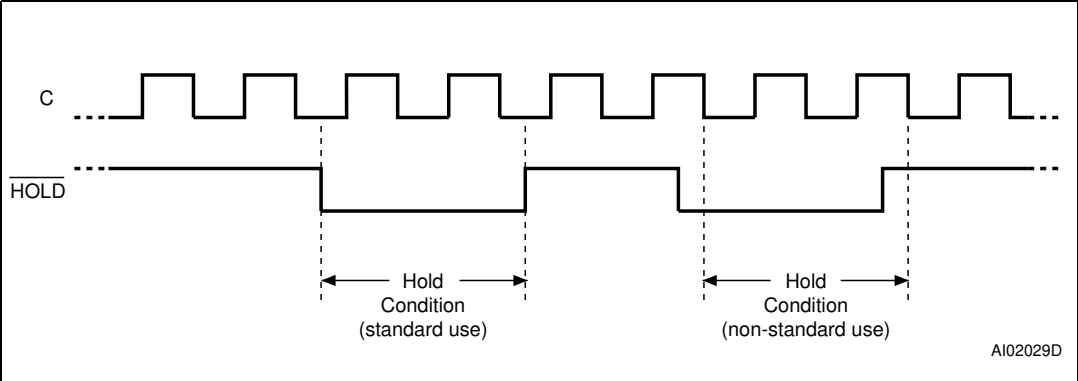 C
HOLD
Hold
Condition
(standard use)
Hold
Condition
(non-standard use)
AI02029D